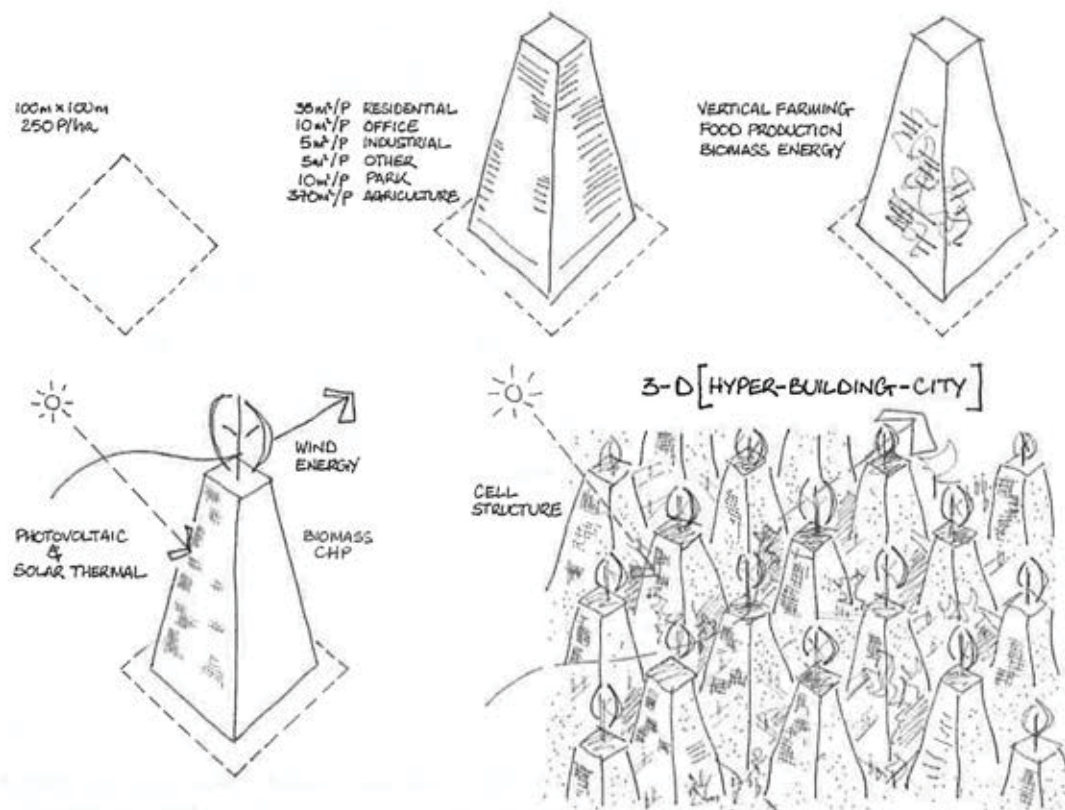 100m x 100m
250 P/ha
38m²/P RESIDENTIAL
10m²/P OFFICE
5m²/P INDUSTRIAL
5m²/P OTHER
10m²/P PARK
370m²/P AGRICULTURE
VERTICAL FARMING
FOOD PRODUCTION
BIOMASS ENERGY
WIND
ENERGY
PHOTOVOLTAIC
&
SOLAR THERMAL
BIOMASS
CHP
3-D [HYPER-BUILDING-CITY]
CELL
STRUCTURE